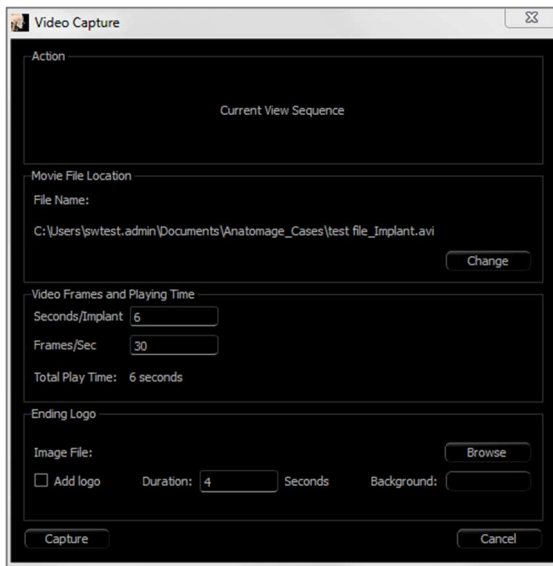 Video Capture
Action
Current View Sequence
Movie File Location
File Name:
C:\Users\swtest.admin\Documents\Anatomage_Cases\test file_Implant.avi
Change
Video Frames and Playing Time
Seconds/Implant 6
Frames/Sec 30
Total Play Time: 6 seconds
Ending Logo
Image File: Browse
Add logo Duration: 4 Seconds Background:
Capture Cancel